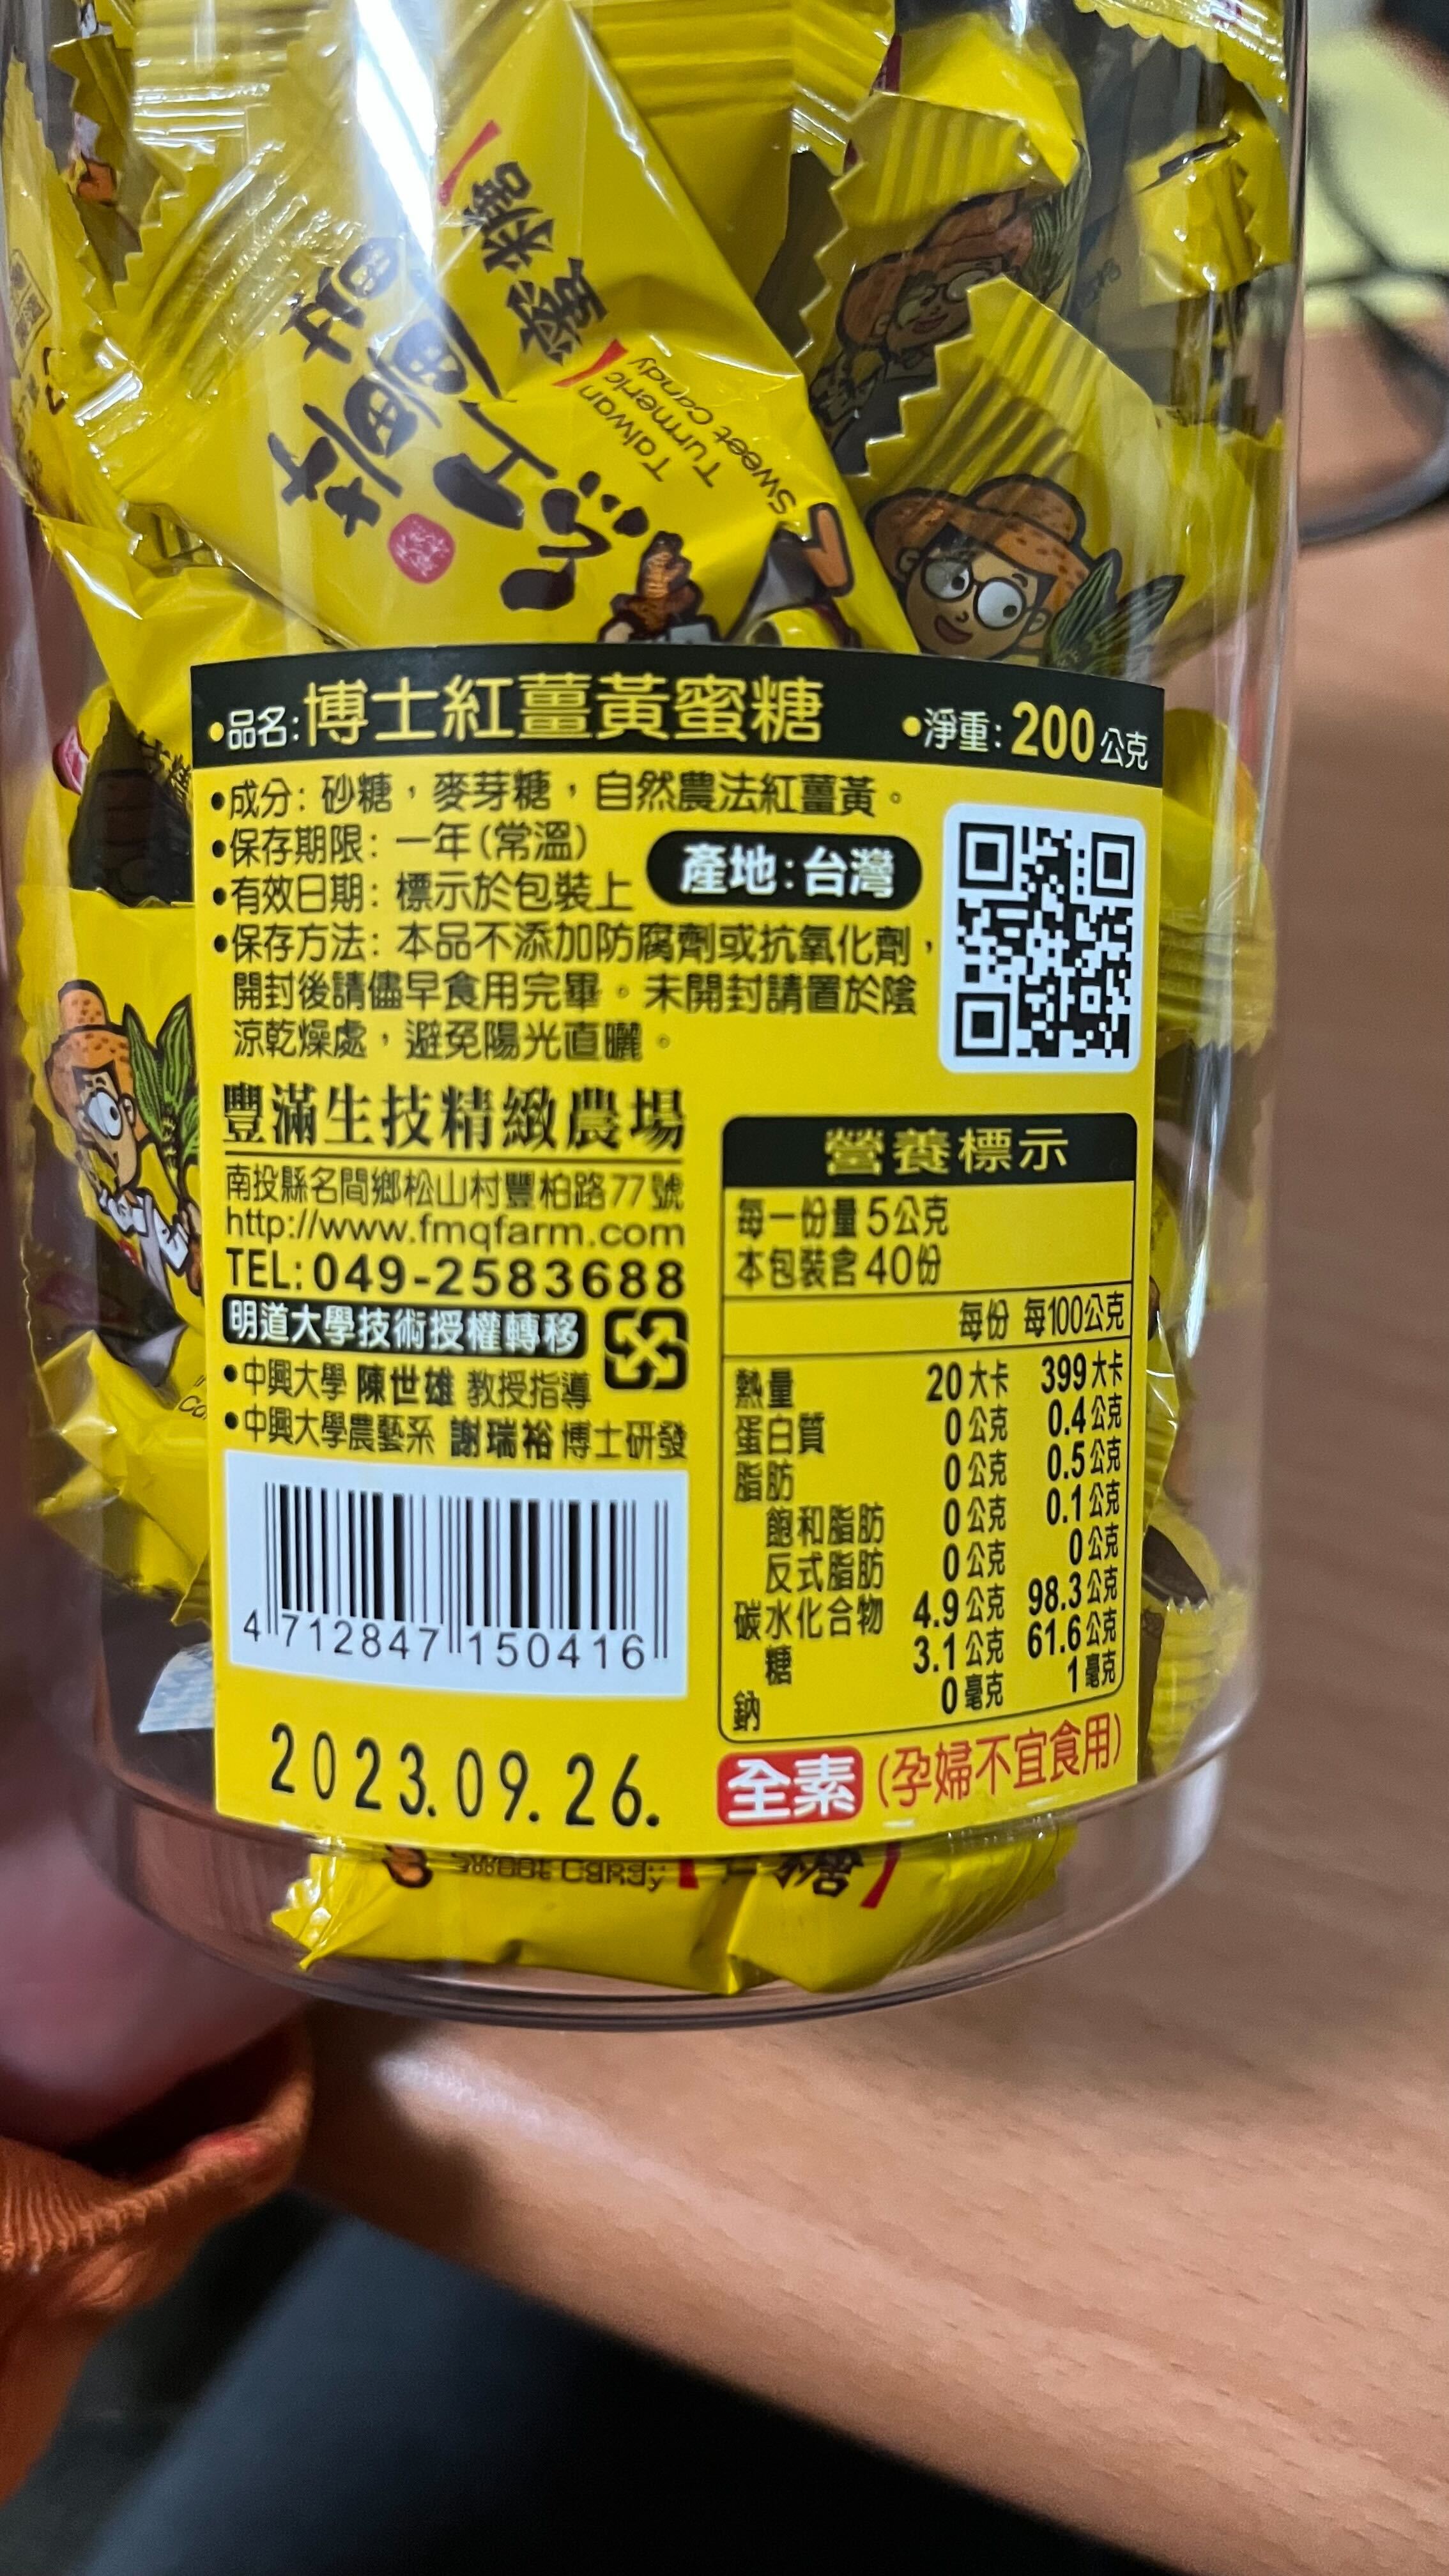 蜜糖
Taiwan
Turmeric
Sweet Candy
•品名:博士紅薑黃蜜糖 •淨重:200公克
•成分: 砂糖，麥芽糖，自然農法紅薑黃。
•保存期限: 一年(常溫)
產地:台灣
•有效日期: 標示於包裝上
•保存方法: 本品不添加防腐劑或抗氧化劑，
開封後請儘早食用完畢。未開封請置於陰
涼乾燥處，避免陽光直曬。
豐滿生技精緻農場
南投縣名間鄉松山村豐柏路77號
http://www.fmqfarm.com
TEL:049-2583688
明道大學技術授權轉移
•中興大學 陳世雄 教授指導
•中興大學農藝系 謝瑞裕博士研發
4 712847 150416
2023.09.26.
營養標示
每一份量5公克
本包裝含40份
每份 每100公克
熱量 20大卡 399大卡
蛋白質 0公克 0.4公克
脂肪 0公克 0.5公克
飽和脂肪 0公克 0.1公克
反式脂肪 0公克 0公克
碳水化合物 4.9公克 98.3公克
糖 3.1公克 61.6公克
鈉 0毫克 1毫克
全素 (孕婦不宜食用)
Sweet Candy
糖